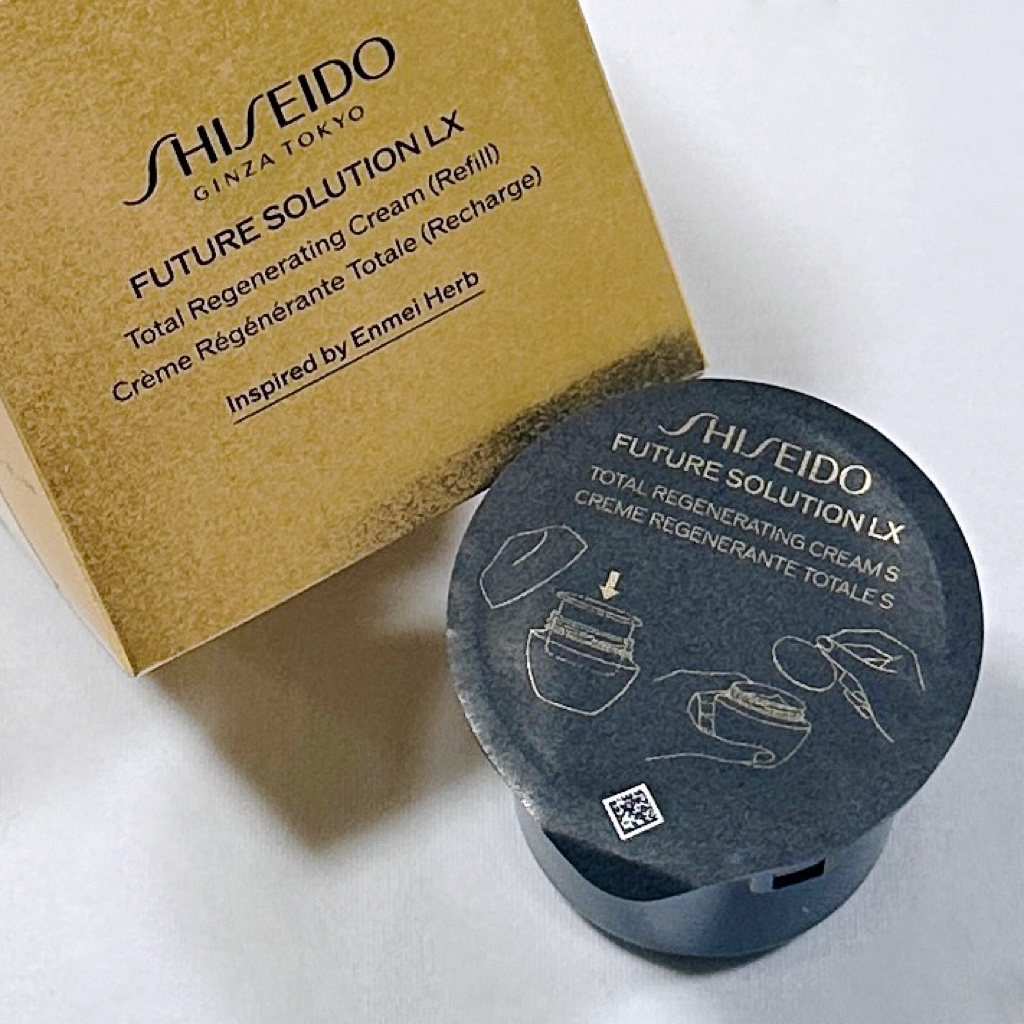 SHISEIDO
GINZA TOKYO
FUTURE SOLUTION LX
Total Regenerating Cream (Refill)
Crème Régénérante Totale (Recharge)
Inspired by Enmei Herb
SHISEIDO
FUTURE SOLUTION LX
TOTAL REGENERATING CREAM S
CREME REGENERANTE TOTALE S